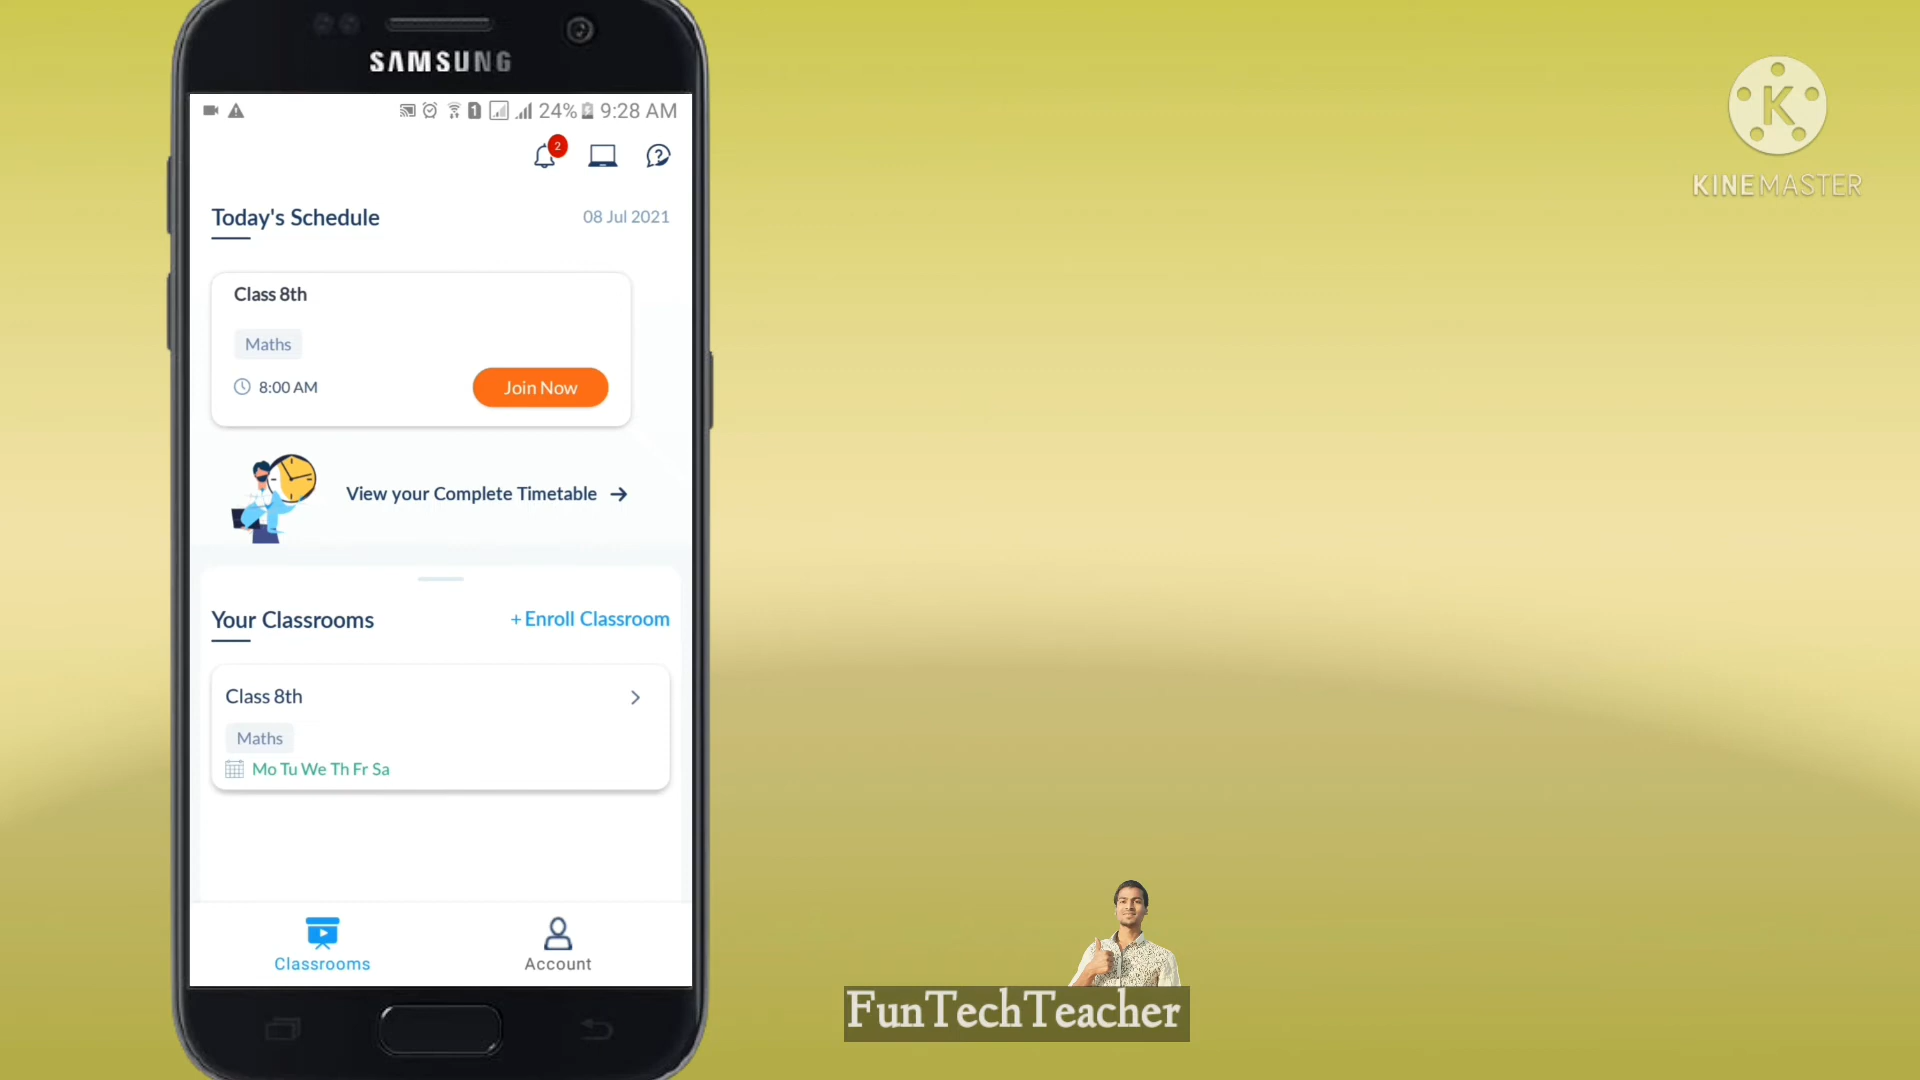 SAMSUNG
1 24% 9:28 AM
2
Today's Schedule 08 Jul 2021
Class 8th
Maths
8:00 AM Join Now
View your Complete Timetable →
Your Classrooms +Enroll Classroom
Class 8th
Maths
Mo Tu We Th Fr Sa
Classrooms Account
K
KINEMASTER
FunTechTeacher